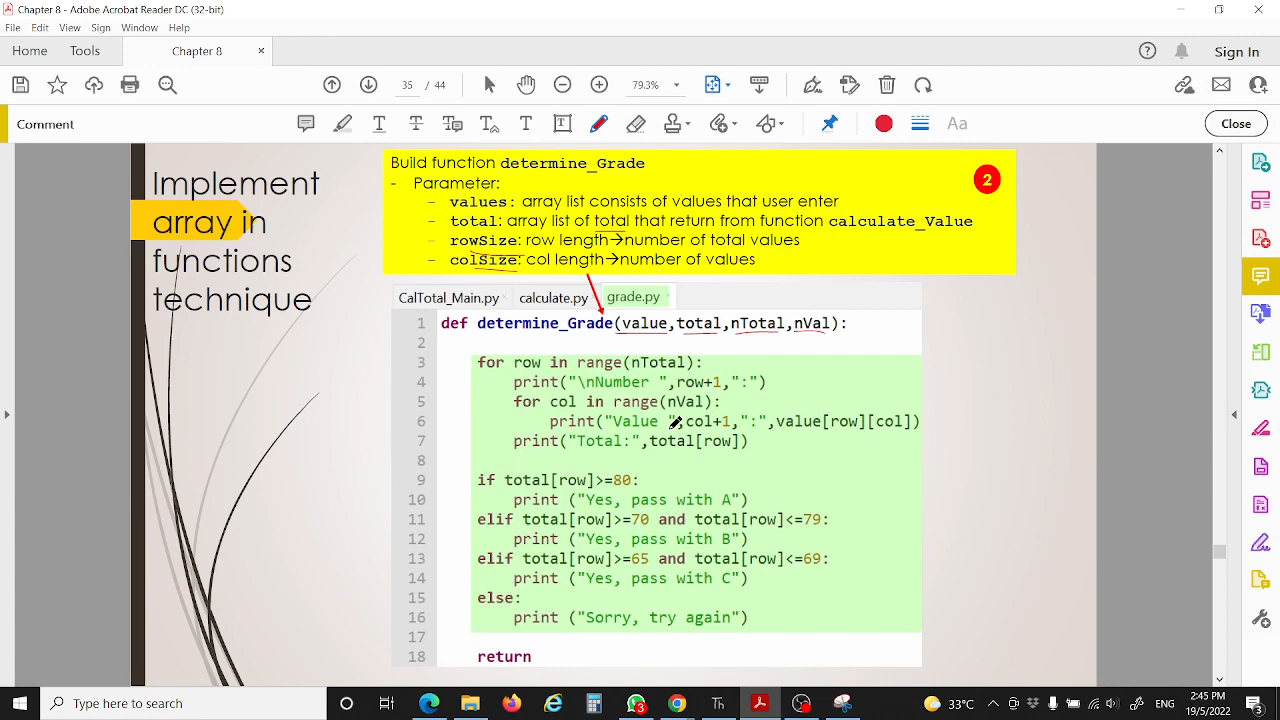 Chapter 8 - Adobe Acrobat Reader DC (32-bit)
File Edit View Sign Window Help
Home Tools Chapter 8 × Sign In
35 / 44 79.3%
Comment Aa Close
Implement
array in
functions
technique
Build function determine_Grade
- Parameter:
– values: array list consists of values that user enter
– total: array list of total that return from function calculate_Value
– rowSize: row length→number of total values
– colsize: col length→number of values
2
CalTotal_Main.py × calculate.py × grade.py ×
1 def determine_Grade(value,total,nTotal,nVal):
2
3 for row in range(nTotal):
4 print("\nNumber ",row+1,":")
5 for col in range(nVal):
6 print("Value ",col+1,":",value[row][col])
7 print("Total:",total[row])
8
9 if total[row]>=80:
10 print ("Yes, pass with A")
11 elif total[row]>=70 and total[row]<=79:
12 print ("Yes, pass with B")
13 elif total[row]>=65 and total[row]<=69:
14 print ("Yes, pass with C")
15 else:
16 print ("Sorry, try again")
17
18 return
Type here to search
3
Th
33°C
ENG
2:45 PM
19/5/2022